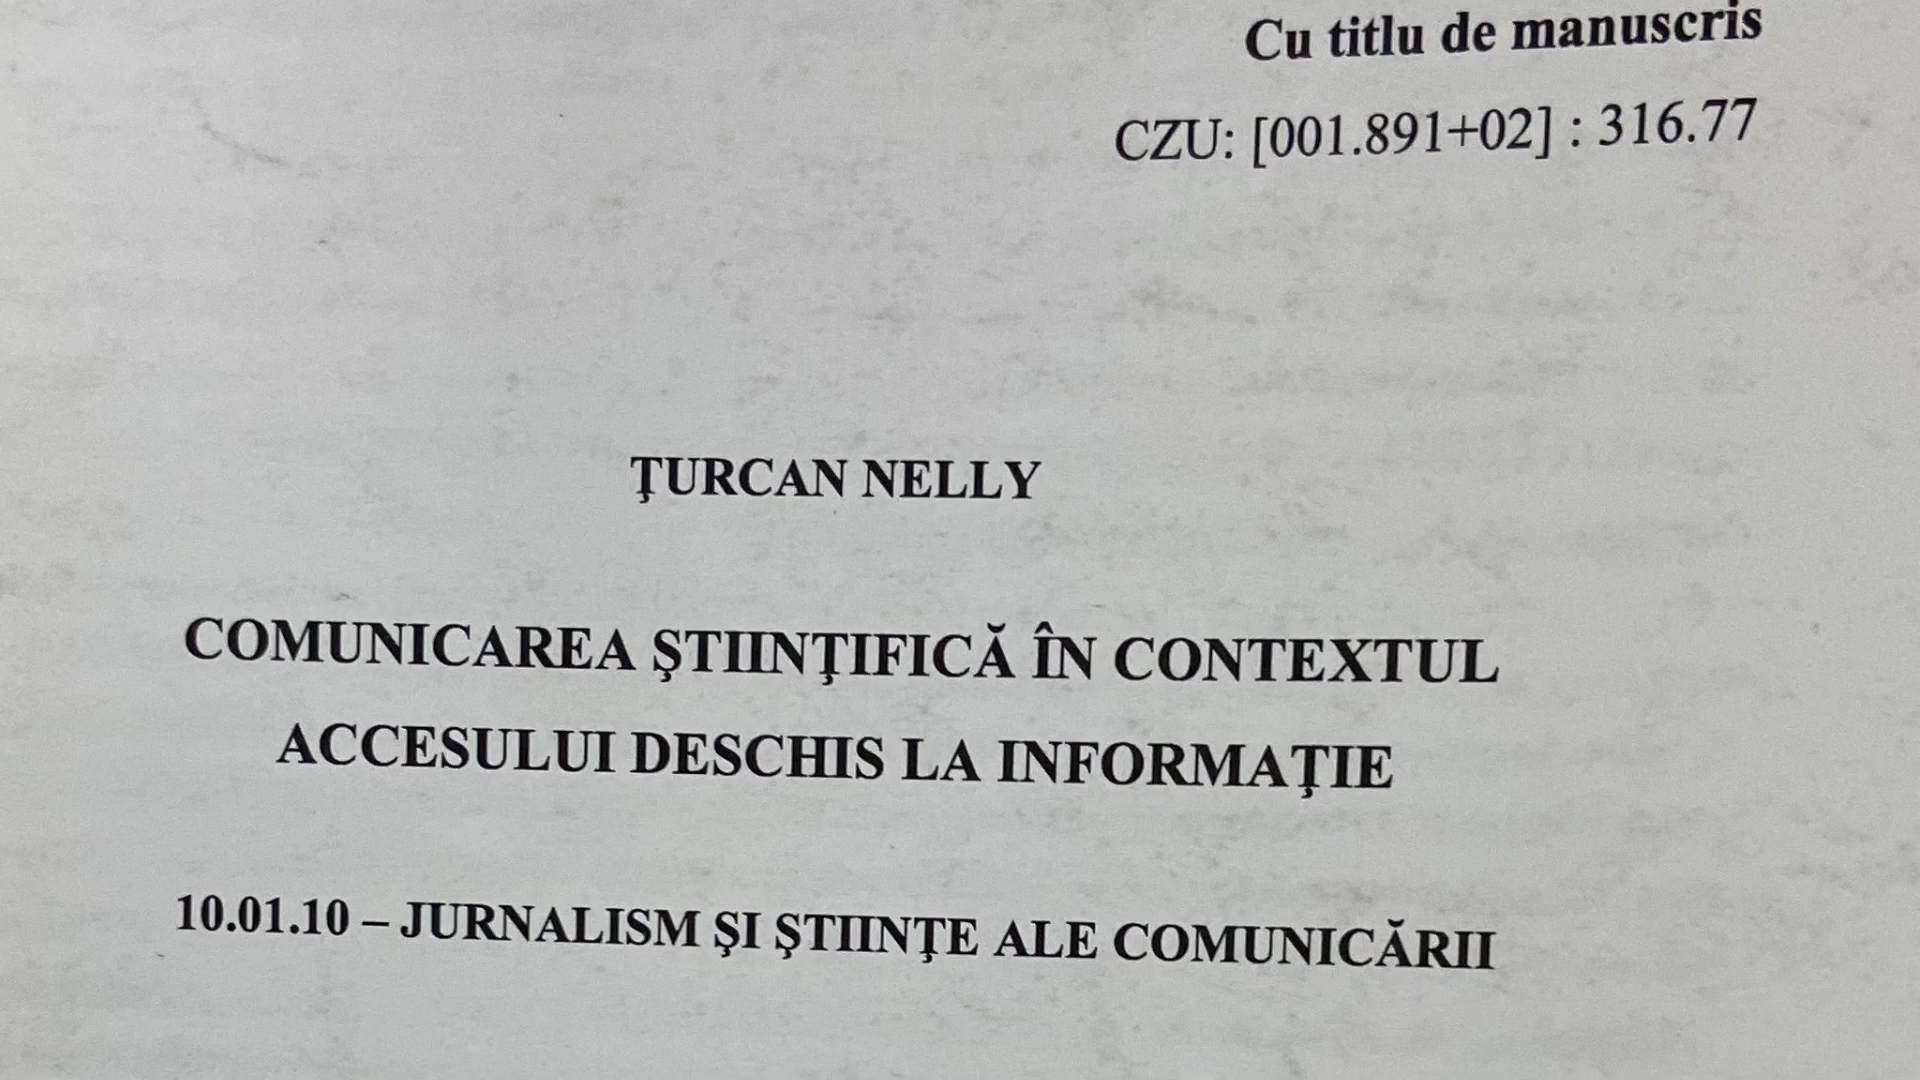 Cu titlu de manuscris
CZU: [001.891+02] : 316.77
ŢURCAN NELLY
COMUNICAREA ŞTIINŢIFICĂ ÎN CONTEXTUL
ACCESULUI DESCHIS LA INFORMAŢIE
10.01.10 – JURNALISM ŞI ŞTIINŢE ALE COMUNICĂRII